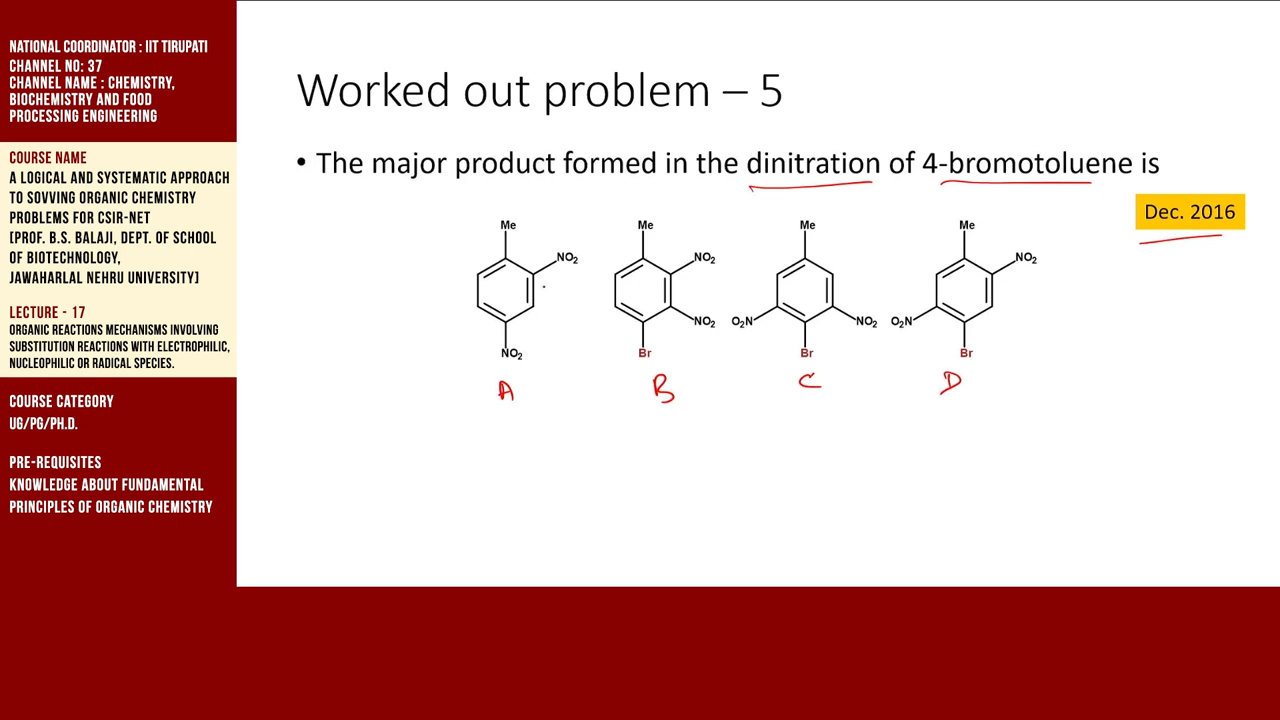 NATIONAL COORDINATOR : IIT TIRUPATI
CHANNEL NO: 37
CHANNEL NAME : CHEMISTRY,
BIOCHEMISTRY AND FOOD
PROCESSING ENGINEERING
COURSE NAME
A LOGICAL AND SYSTEMATIC APPROACH
TO SOVVING ORGANIC CHEMISTRY
PROBLEMS FOR CSIR-NET
[PROF. B.S. BALAJI, DEPT. OF SCHOOL
OF BIOTECHNOLOGY,
JAWAHARLAL NEHRU UNIVERSITY]
LECTURE - 17
ORGANIC REACTIONS MECHANISMS INVOLVING
SUBSTITUTION REACTIONS WITH ELECTROPHILIC,
NUCLEOPHILIC OR RADICAL SPECIES.
COURSE CATEGORY
UG/PG/PH.D.
PRE-REQUISITES
KNOWLEDGE ABOUT FUNDAMENTAL
PRINCIPLES OF ORGANIC CHEMISTRY
Worked out problem – 5
• The major product formed in the dinitration of 4-bromotoluene is
Dec. 2016
Me Me Me Me
NO2 NO2 NO2
NO2 O2N NO2 O2N
NO2 Br Br Br
A B C D